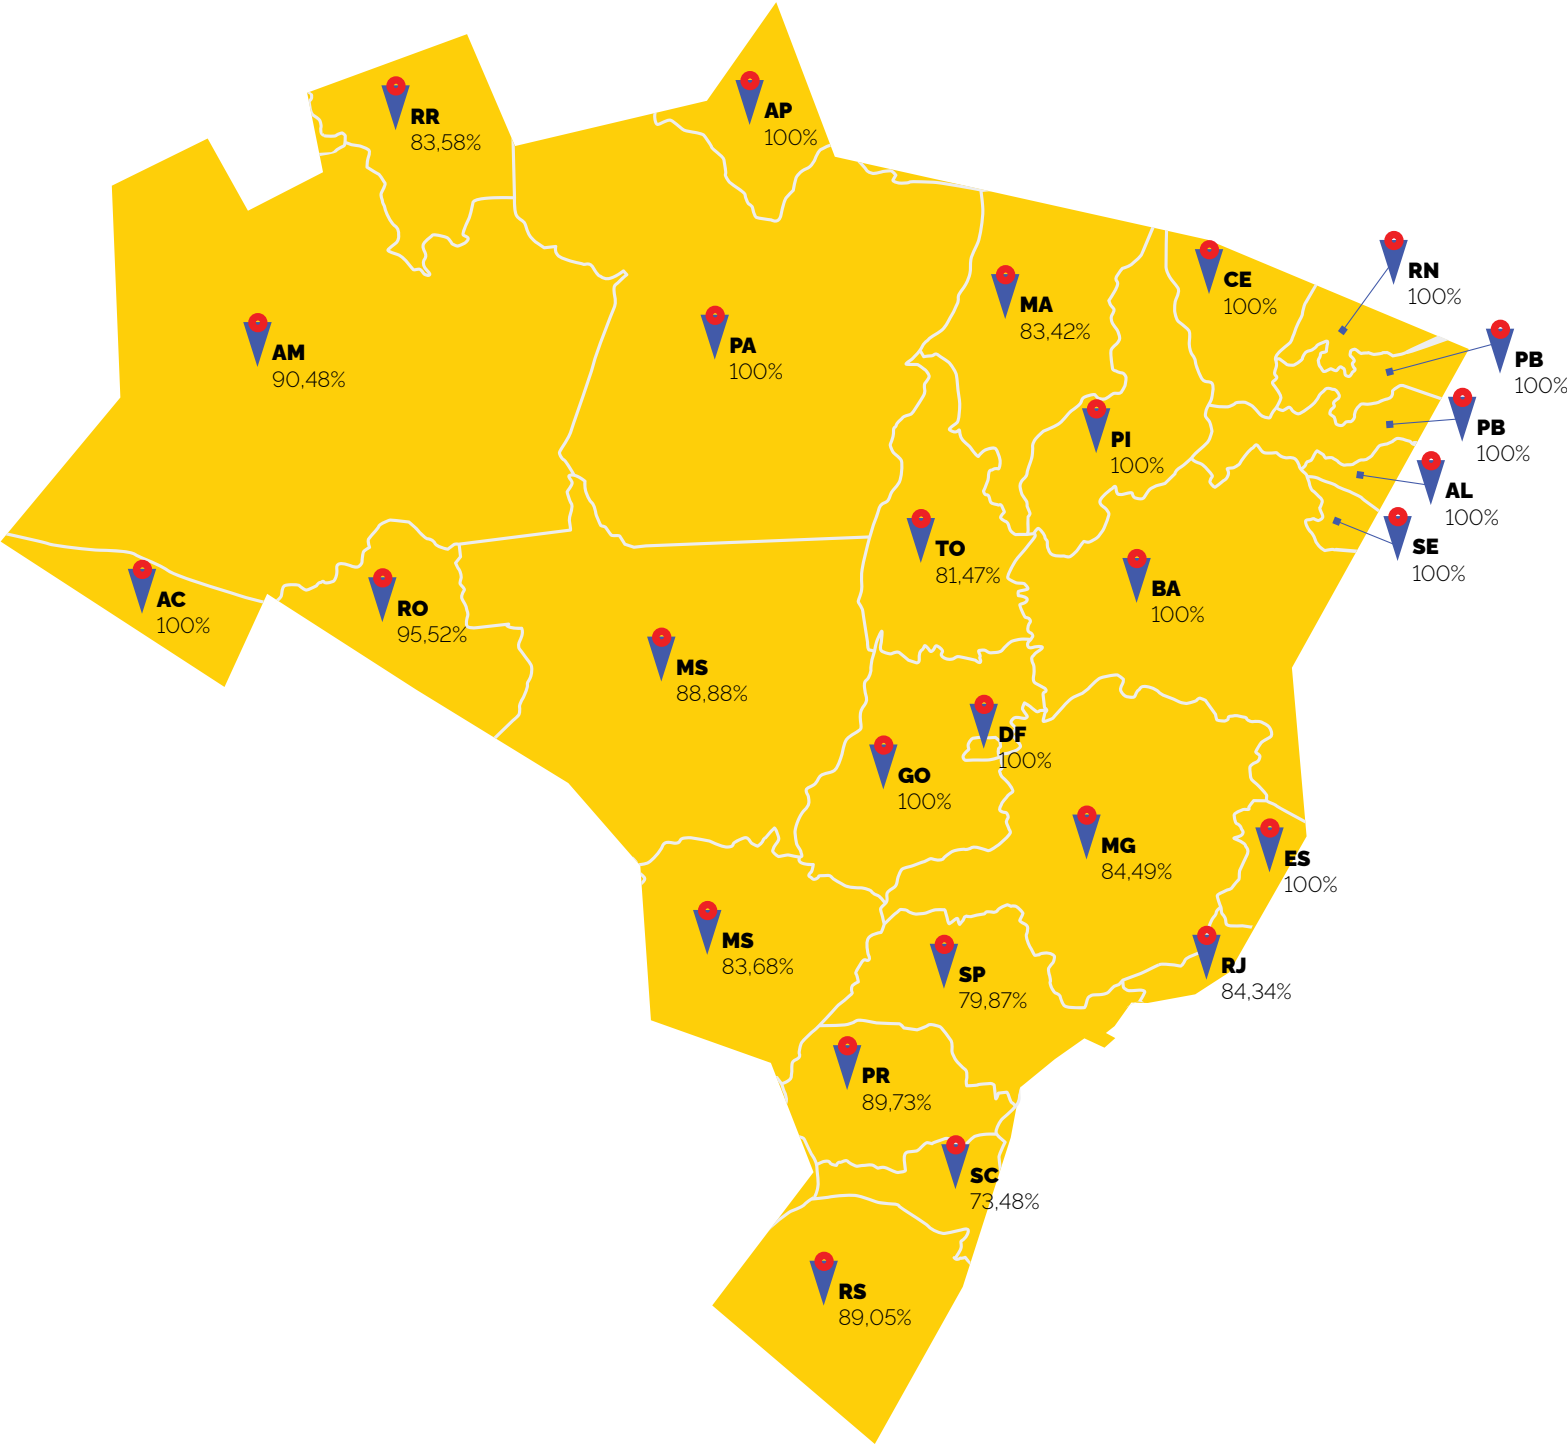 RR
83,58%
AP
100%
RN
100%
CE
100%
MA
83,42%
PA
100%
AM
90,48%
PB
100%
PB
100%
PI
100%
AL
100%
SE
100%
TO
81,47%
BA
100%
AC
100%
RO
95,52%
MS
88,88%
DF
100%
GO
100%
MG
84,49%
ES
100%
MS
83,68%
SP
79,87%
RJ
84,34%
PR
89,73%
SC
73,48%
RS
89,05%